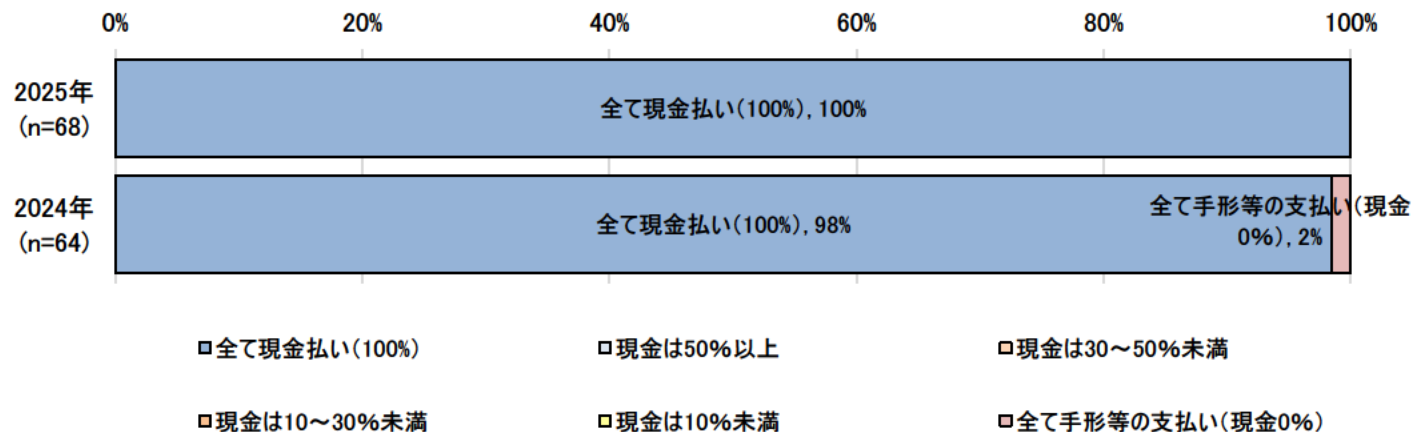 0% 20% 40% 60% 80% 100%
2025年
(n=68)
全て現金払い(100%), 100%
2024年
(n=64)
全て現金払い(100%), 98%
全て手形等の支払い(現金
0%), 2%
全て現金払い(100%) 現金は50%以上 現金は30～50%未満
現金は10～30%未満 現金は10%未満 全て手形等の支払い(現金0%)